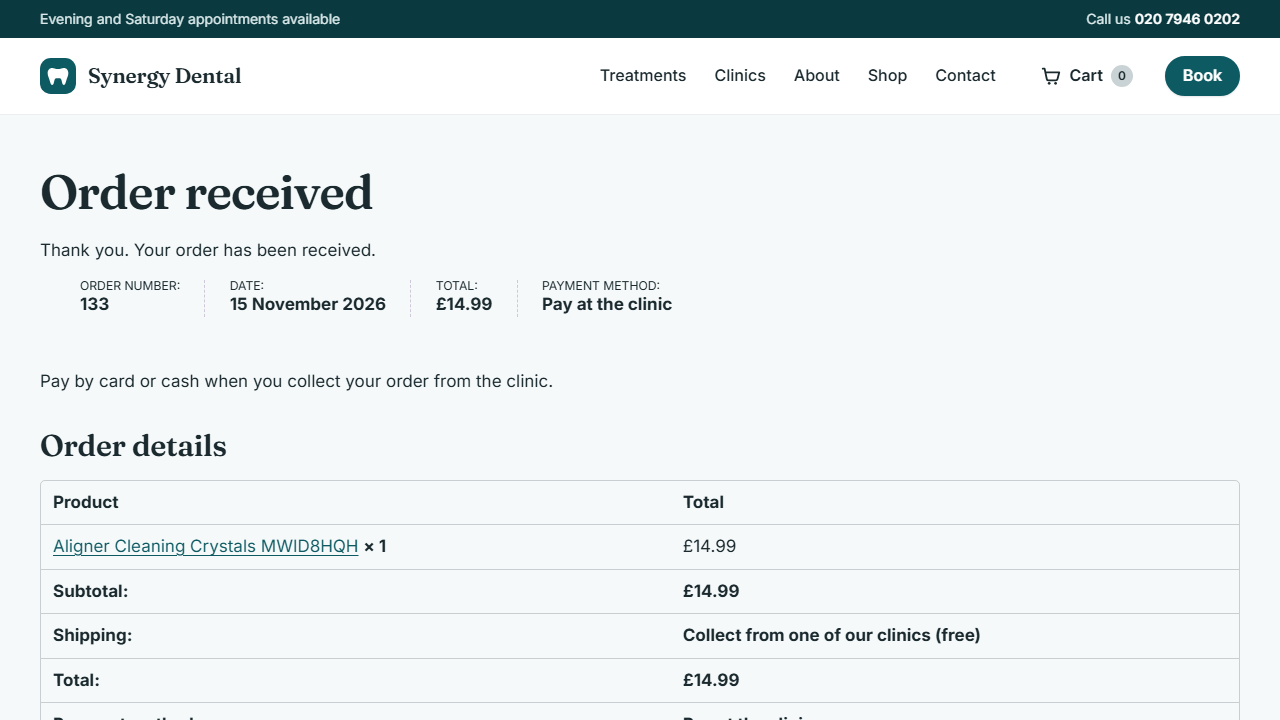 Evening and Saturday appointments available
Call us 020 7946 0202
Synergy Dental
Treatments
Clinics
About
Shop
Contact
Cart 0
Book
Order received
Thank you. Your order has been received.
ORDER NUMBER:
133
DATE:
15 November 2026
TOTAL:
£14.99
PAYMENT METHOD:
Pay at the clinic
Pay by card or cash when you collect your order from the clinic.
Order details
Product Total
Aligner Cleaning Crystals MWID8HQH × 1 £14.99
Subtotal: £14.99
Shipping: Collect from one of our clinics (free)
Total: £14.99